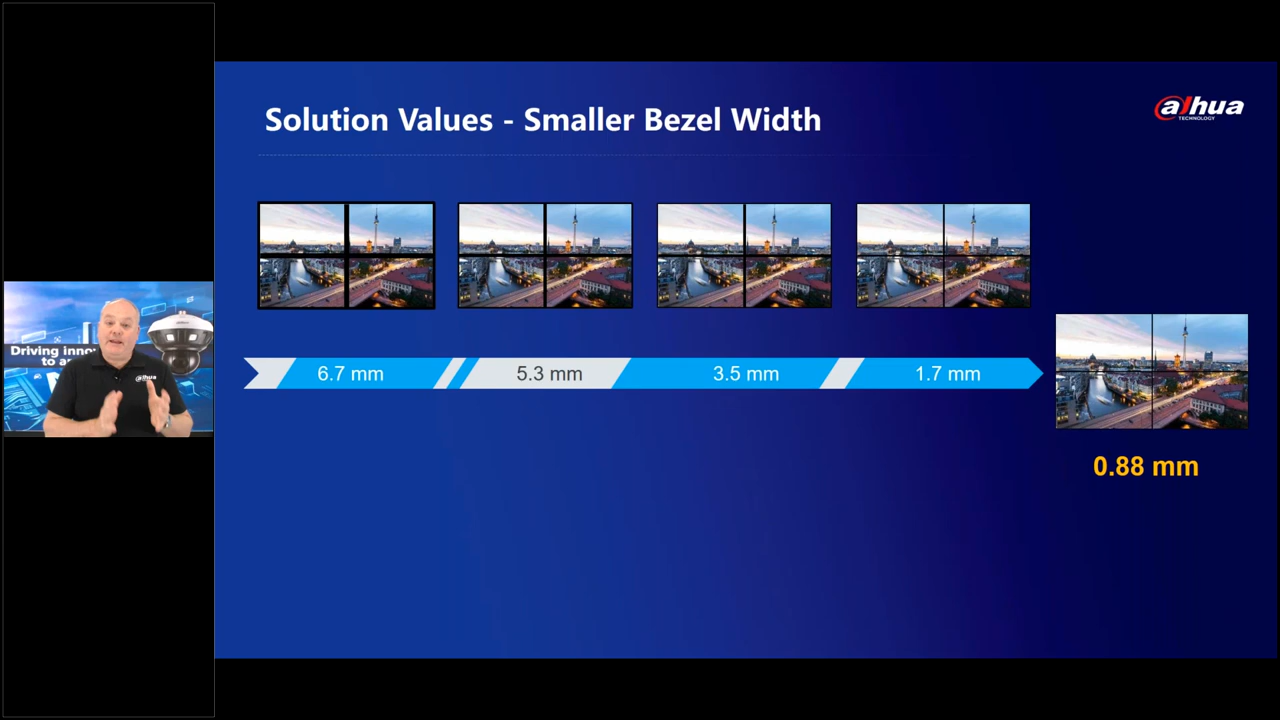 Solution Values - Smaller Bezel Width
alhua
TECHNOLOGY
6.7 mm
5.3 mm
3.5 mm
1.7 mm
0.88 mm
Driving inno
to a
alhua